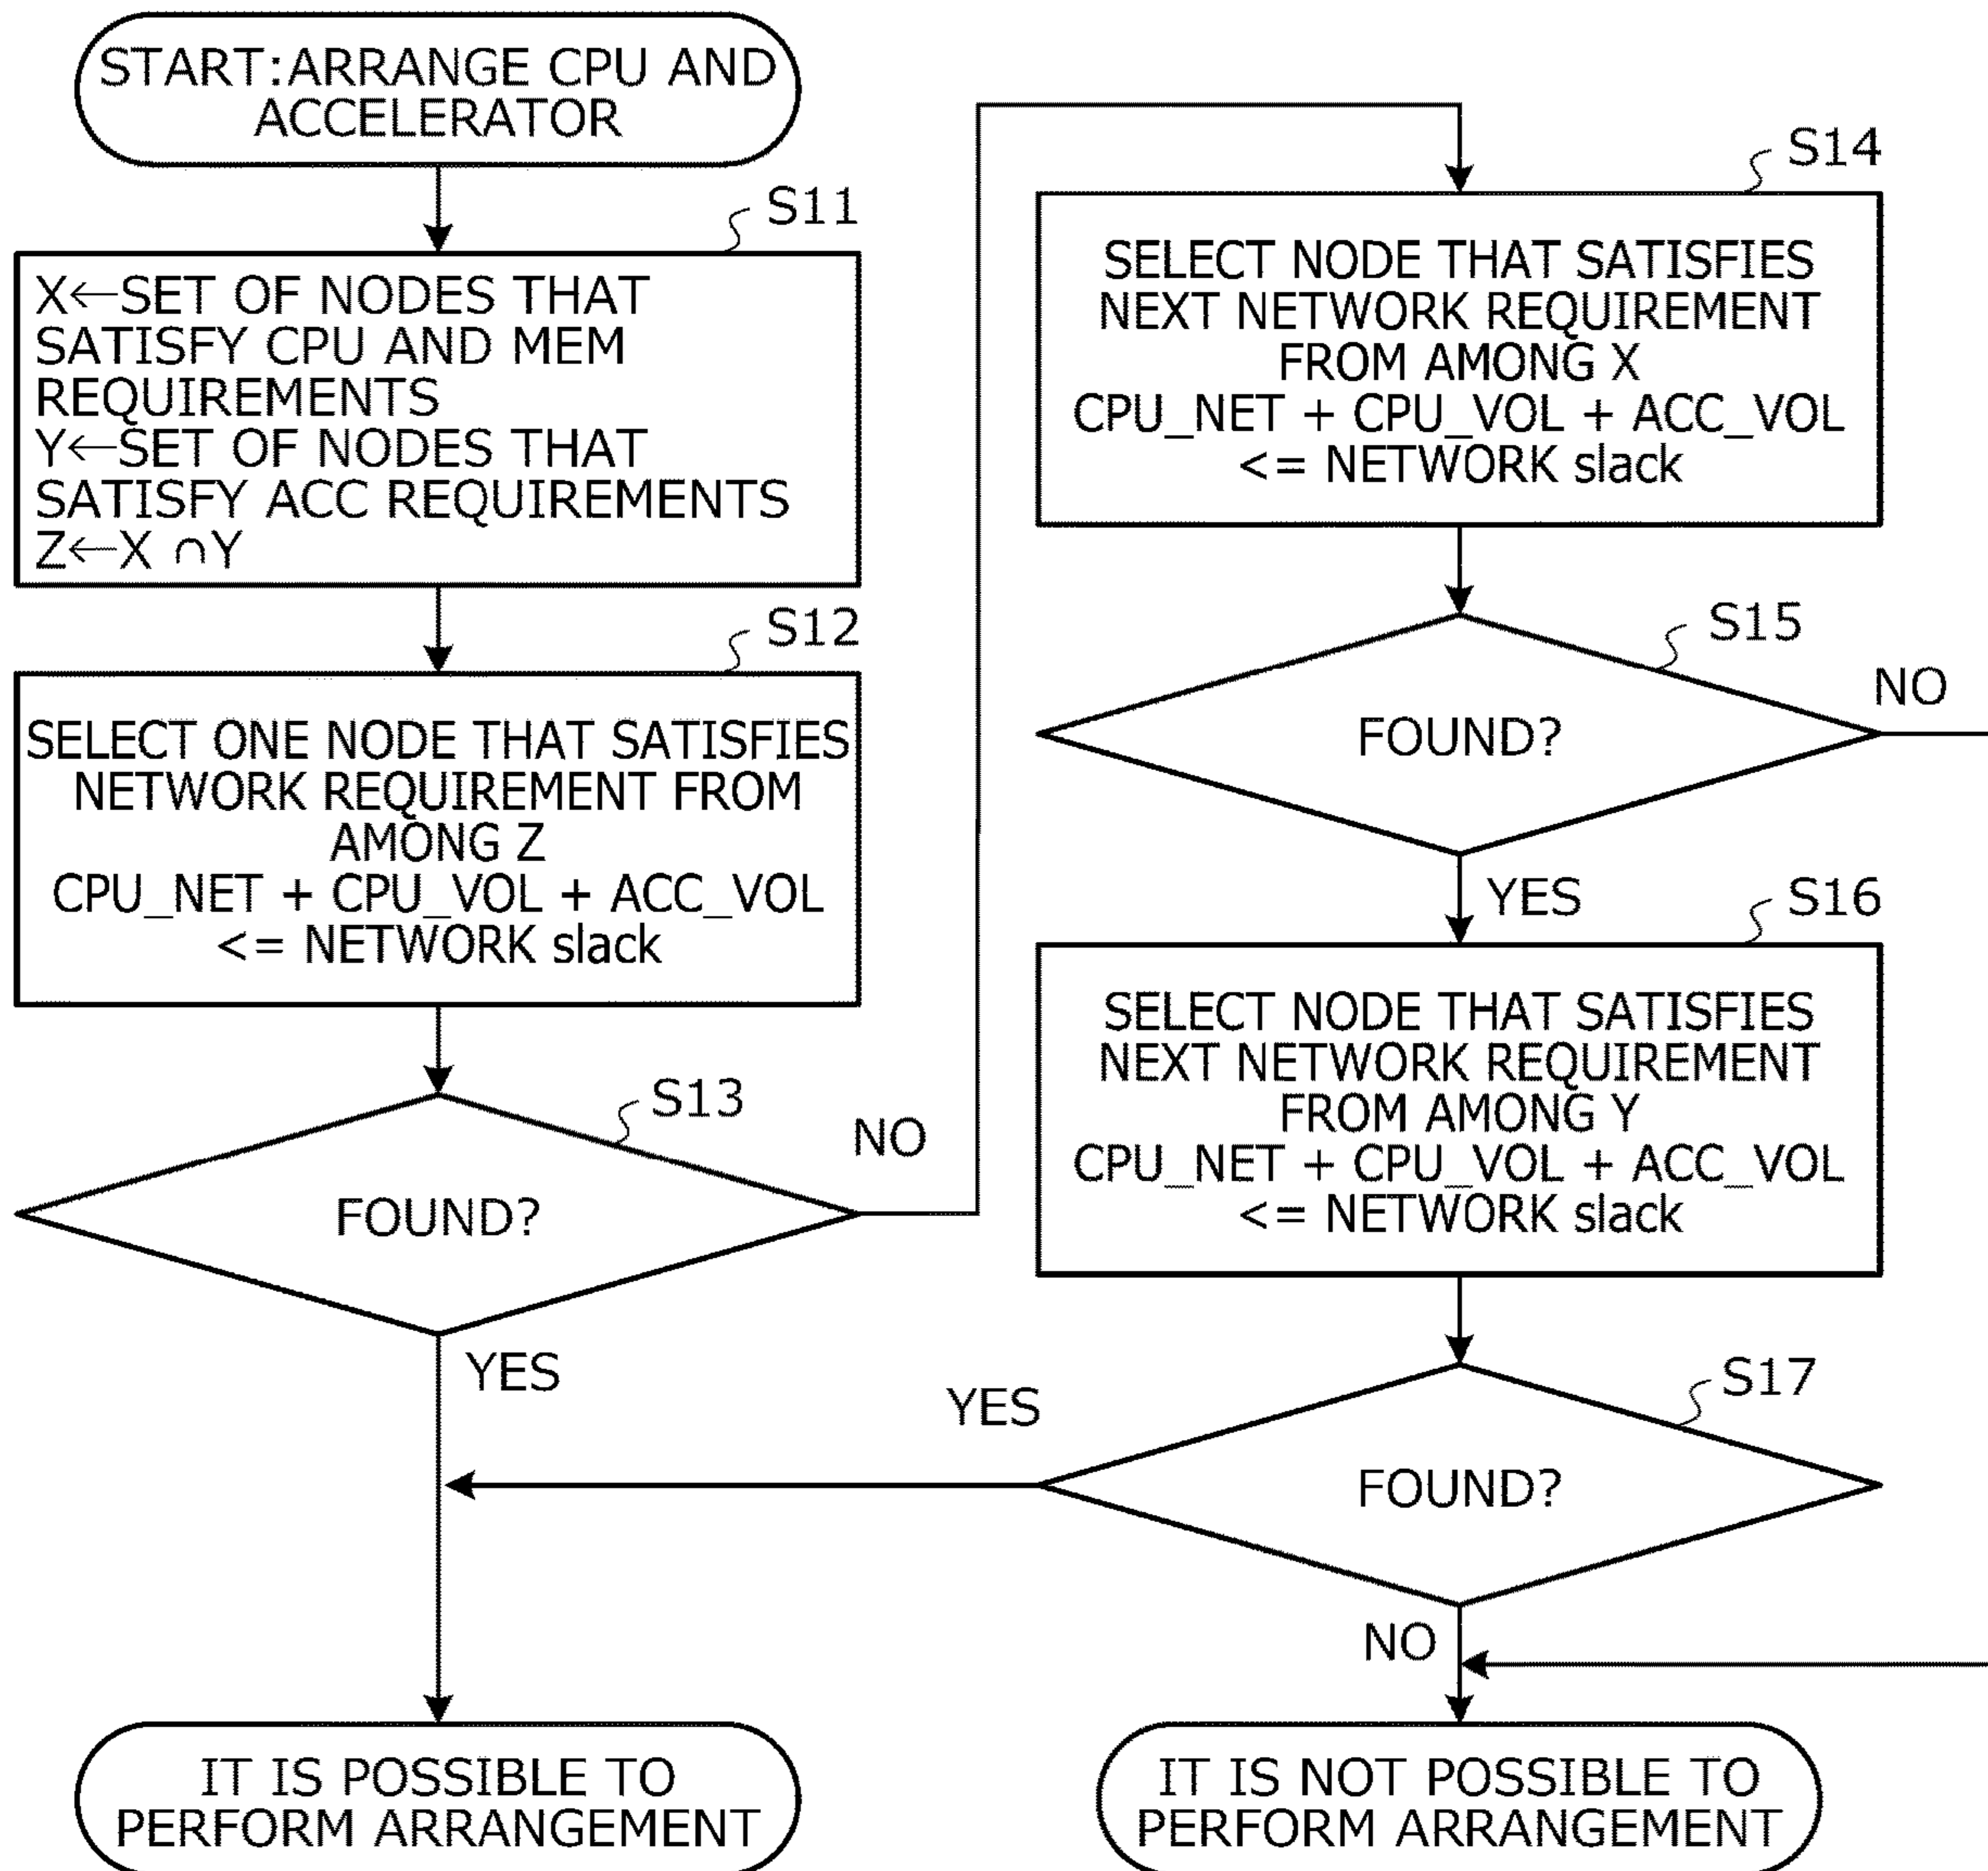 START:ARRANGE CPU AND
ACCELERATOR
S11
X←SET OF NODES THAT
SATISFY CPU AND MEM
REQUIREMENTS
Y←SET OF NODES THAT
SATISFY ACC REQUIREMENTS
Z←X ∩Y
S12
SELECT ONE NODE THAT SATISFIES
NETWORK REQUIREMENT FROM
AMONG Z
CPU_NET + CPU_VOL + ACC_VOL
<= NETWORK slack
S13
FOUND?
NO
YES
S14
SELECT NODE THAT SATISFIES
NEXT NETWORK REQUIREMENT
FROM AMONG X
CPU_NET + CPU_VOL + ACC_VOL
<= NETWORK slack
S15
FOUND?
NO
YES
S16
SELECT NODE THAT SATISFIES
NEXT NETWORK REQUIREMENT
FROM AMONG Y
CPU_NET + CPU_VOL + ACC_VOL
<= NETWORK slack
S17
FOUND?
YES
NO
IT IS POSSIBLE TO
PERFORM ARRANGEMENT
IT IS NOT POSSIBLE TO
PERFORM ARRANGEMENT